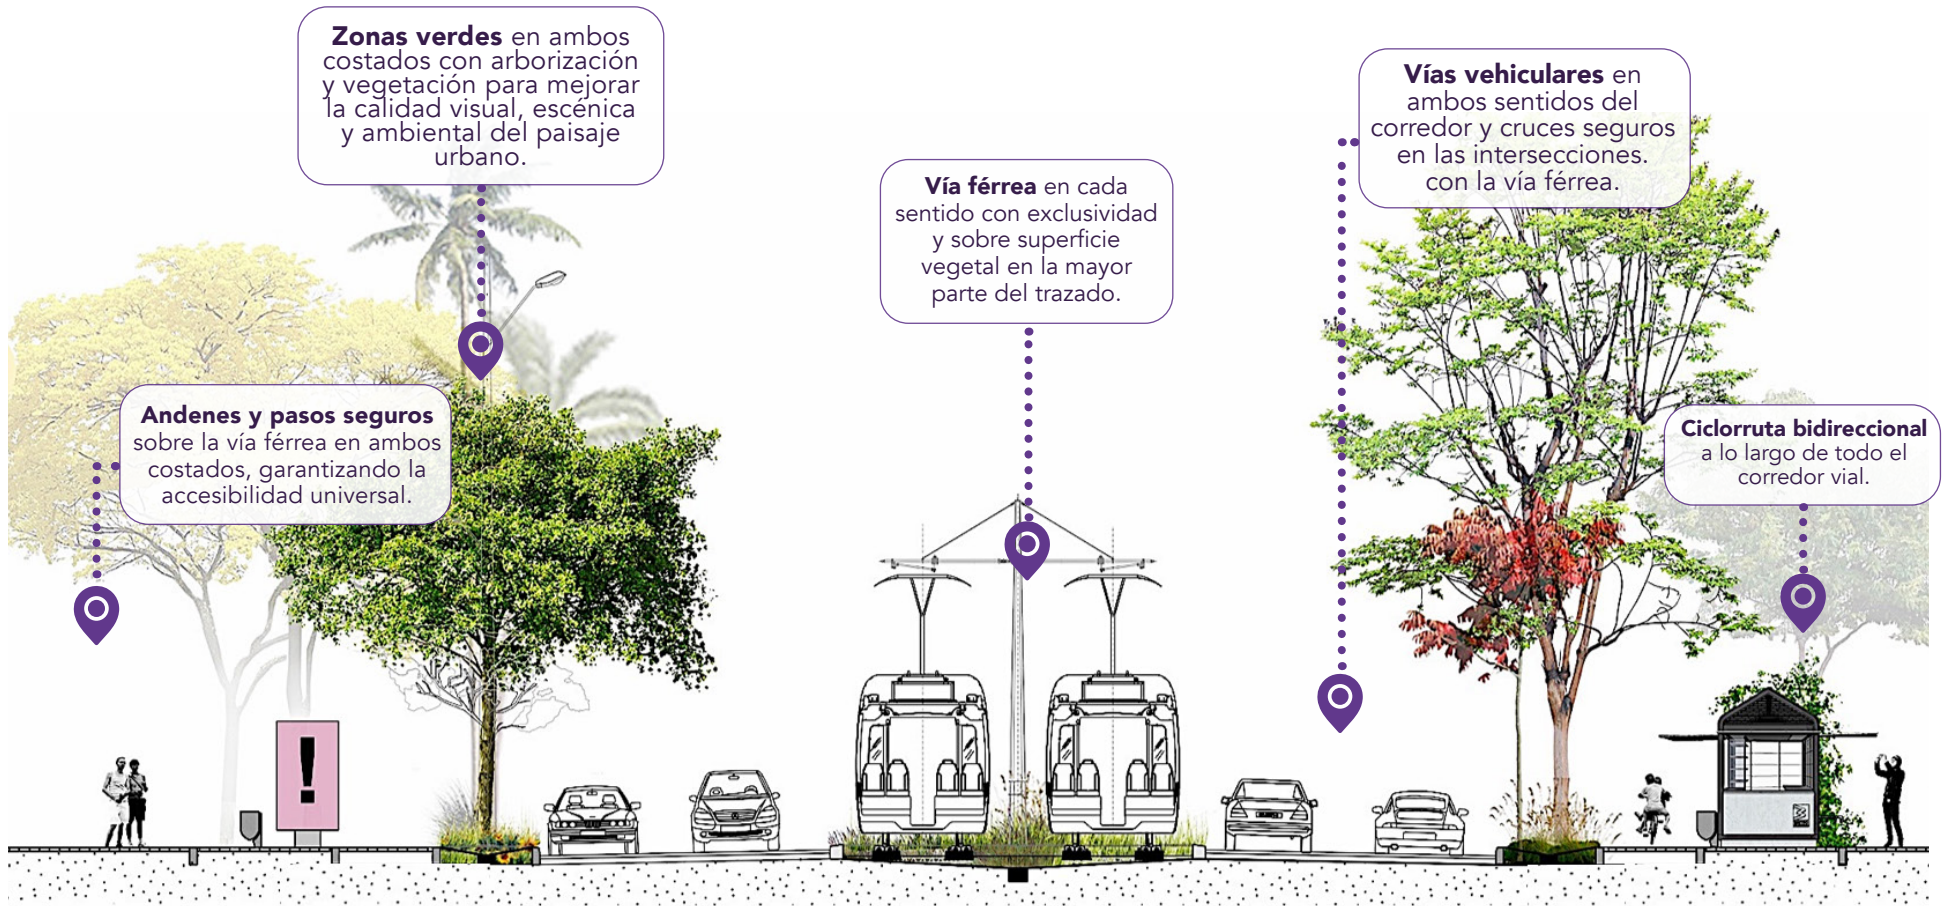 Zonas verdes en ambos
costados con arborización
y vegetación para mejorar
la calidad visual, escénica
y ambiental del paisaje
urbano.
Vías vehiculares en
ambos sentidos del
corredor y cruces seguros
en las intersecciones.
con la vía férrea.
Vía férrea en cada
sentido con exclusividad
y sobre superficie
vegetal en la mayor
parte del trazado.
Andenes y pasos seguros
sobre la vía férrea en ambos
costados, garantizando la
accesibilidad universal.
Ciclorruta bidireccional
a lo largo de todo el
corredor vial.
!